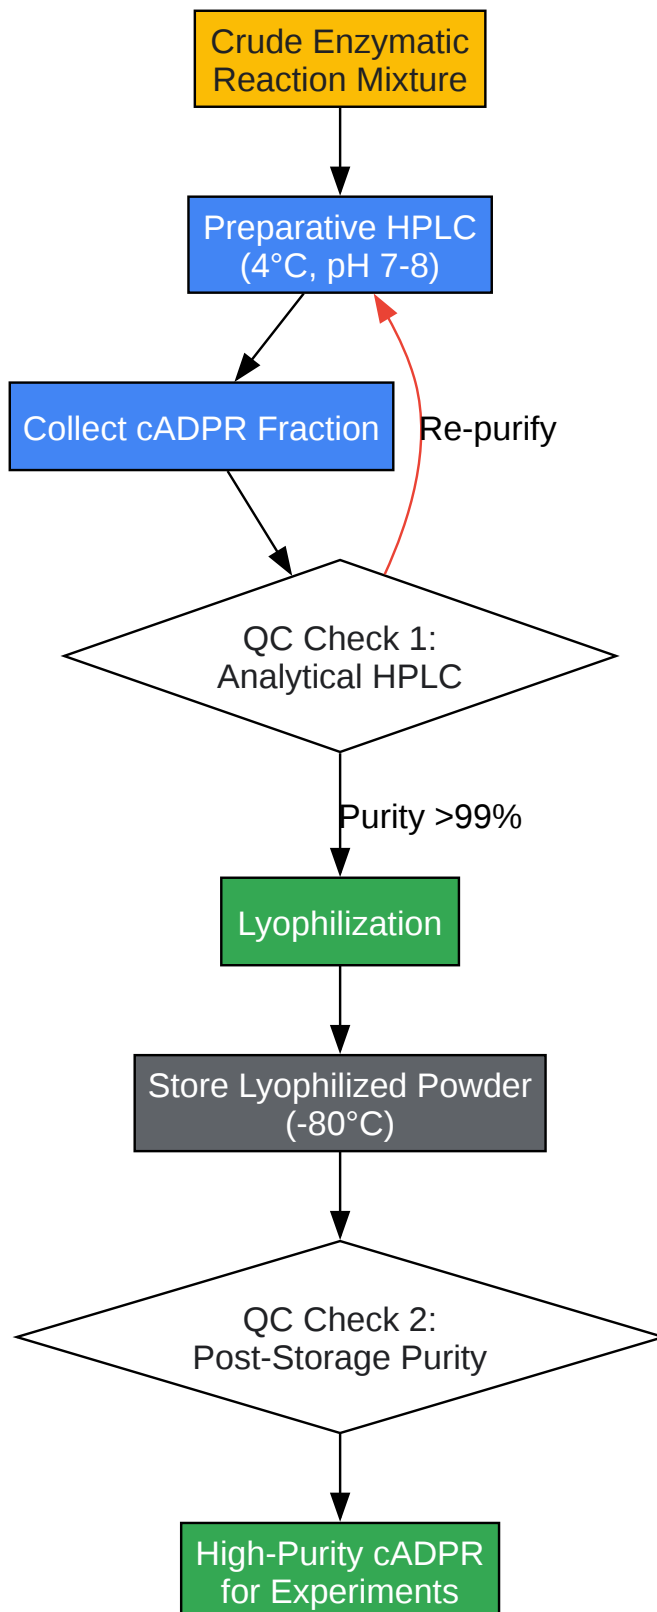 Crude Enzymatic
Reaction Mixture
Preparative HPLC
(4°C, pH 7-8)
Collect cADPR Fraction
Re-purify
QC Check 1:
Analytical HPLC
Purity >99%
Lyophilization
Store Lyophilized Powder
(-80°C)
QC Check 2:
Post-Storage Purity
High-Purity cADPR
for Experiments